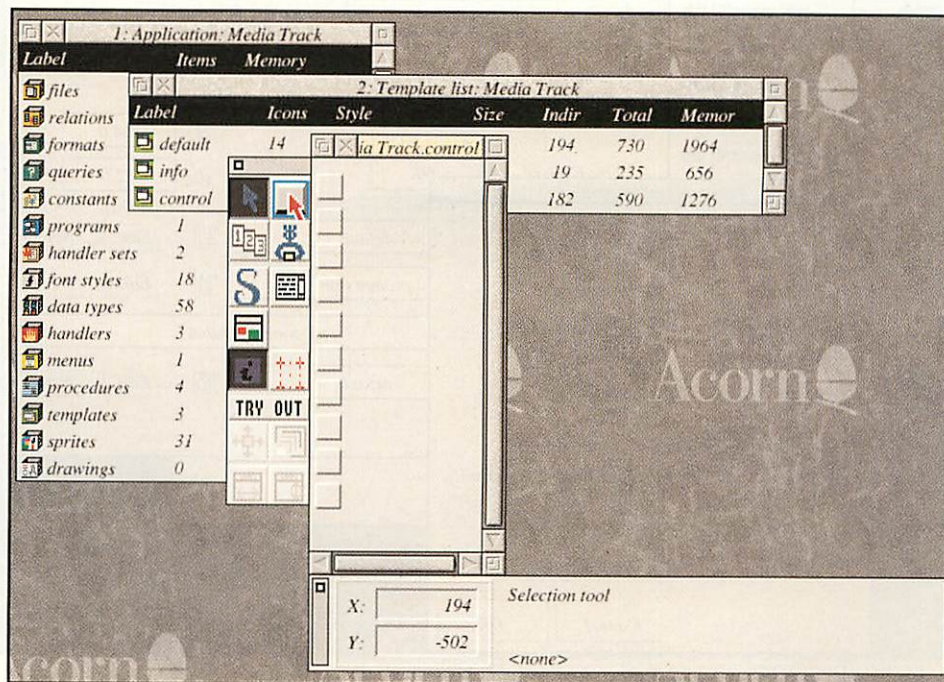 1: Application: Media Track
Label Items Memory
files
relations
formats
queries
constants
programs 1
handler sets 2
font styles 18
data types 58
handlers 3
menus 1
procedures 4
templates 3
sprites 31
drawings 0
2: Template list: Media Track
Label Icons Style Size Indir Total Memor
default 14 194 730 1964
info 19 235 656
control 182 590 1276
ia Track.control
1 2 3
S
i
TRY OUT
X: 194
Y: -502
Selection tool
<none>
Acorn
Acorn